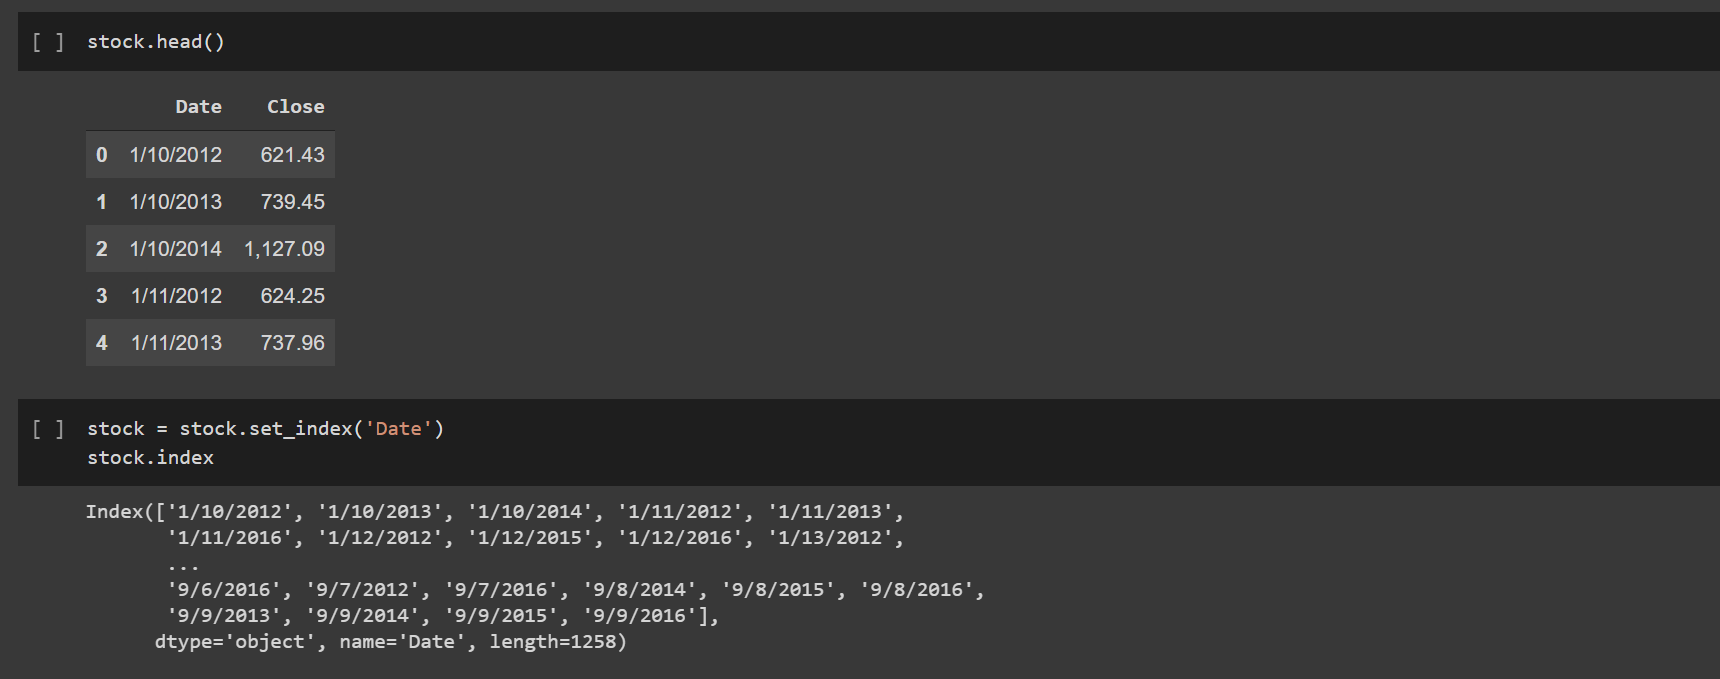 [ ] stock.head()
Date Close
0 1/10/2012 621.43
1 1/10/2013 739.45
2 1/10/2014 1,127.09
3 1/11/2012 624.25
4 1/11/2013 737.96
[ ] stock = stock.set_index('Date')
stock.index
Index(['1/10/2012', '1/10/2013', '1/10/2014', '1/11/2012', '1/11/2013',
'1/11/2016', '1/12/2012', '1/12/2015', '1/12/2016', '1/13/2012',
...
'9/6/2016', '9/7/2012', '9/7/2016', '9/8/2014', '9/8/2015', '9/8/2016',
'9/9/2013', '9/9/2014', '9/9/2015', '9/9/2016'],
dtype='object', name='Date', length=1258)